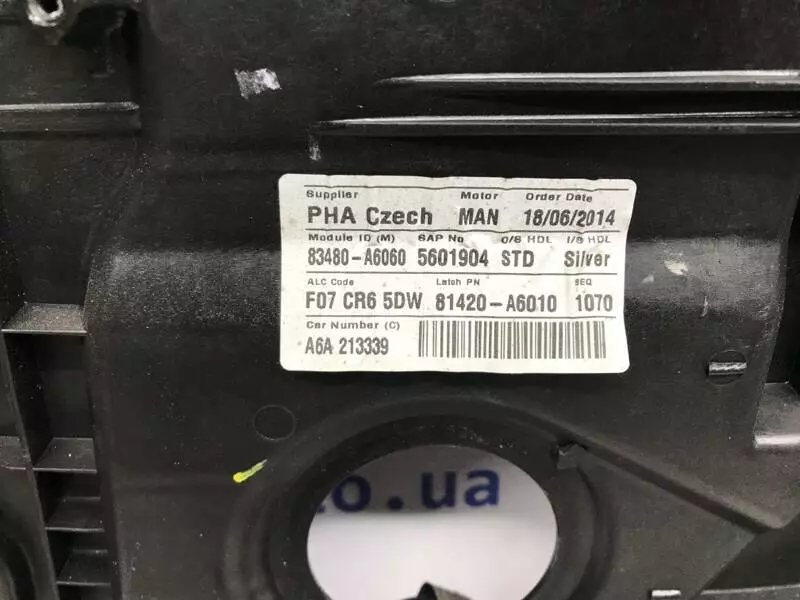 Supplier Motor Order Date
PHA Czech MAN 18/06/2014
Module ID (M) SAP No O/S HDL I/S HDL
83480-A6060 5601904 STD Silver
ALC Code Latch PN SEQ
F07 CR6 5DW 81420-A6010 1070
Car Number (C)
A6A 213339
o.ua